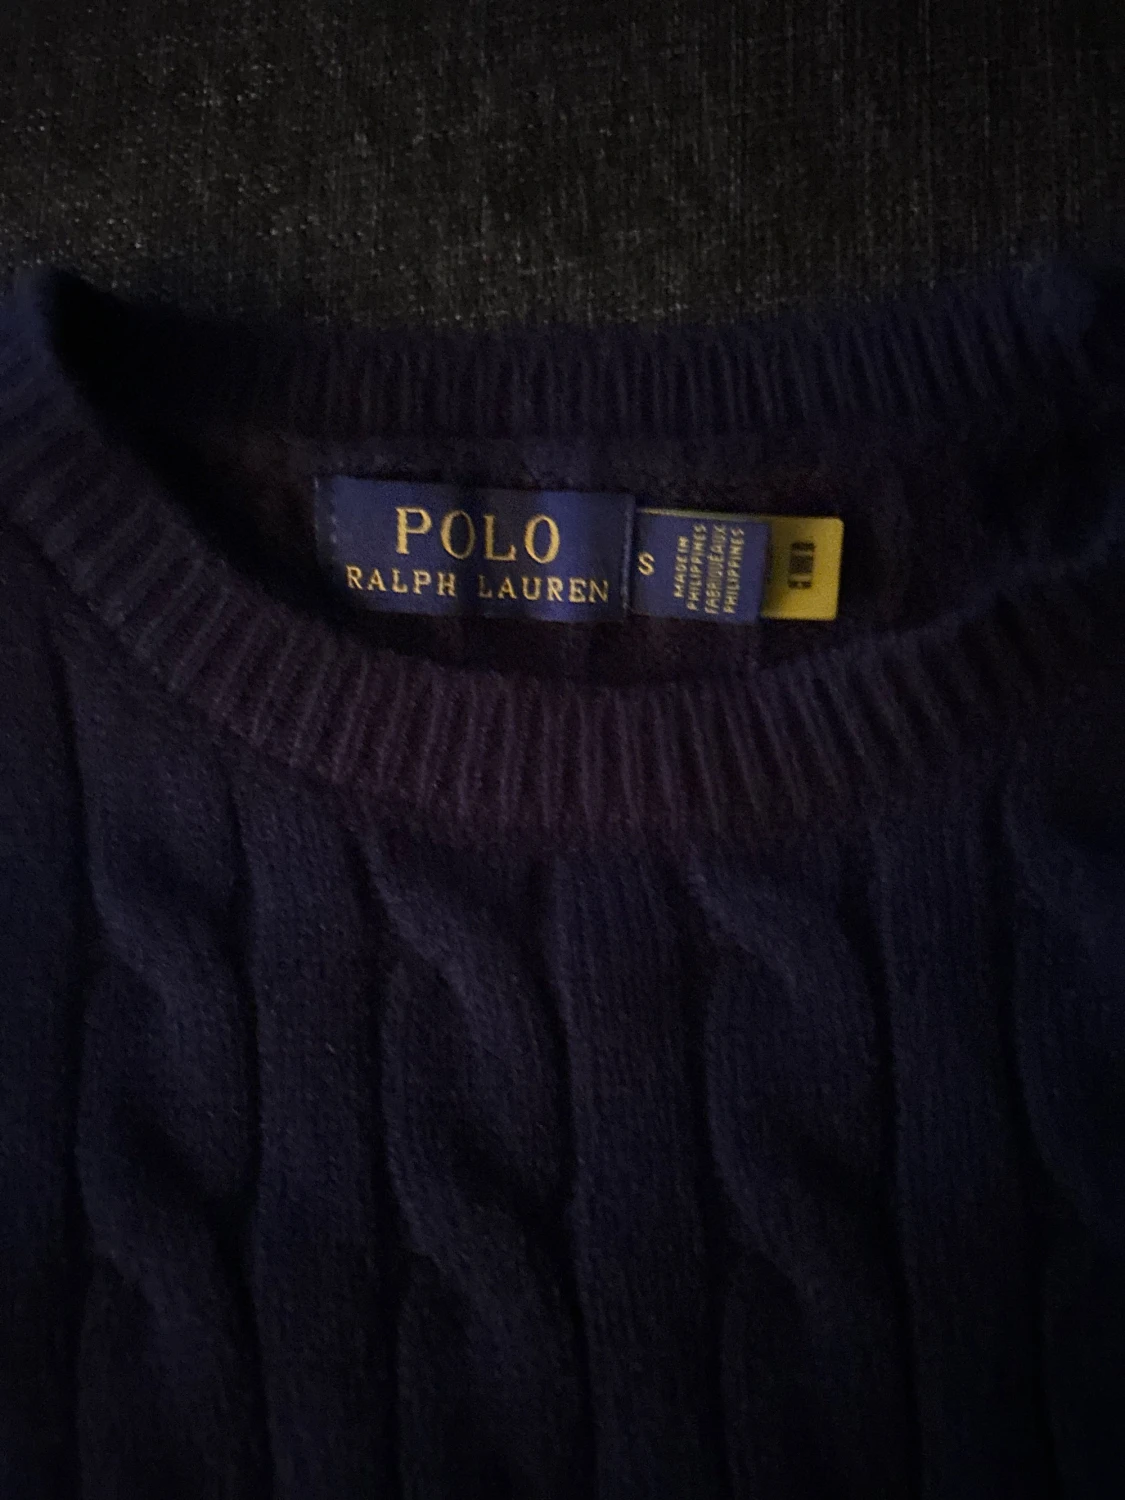 POLO
RALPH LAUREN
S
MADE IN
PHILIPPINES
FABRIQUÉ AUX
PHILIPPINES